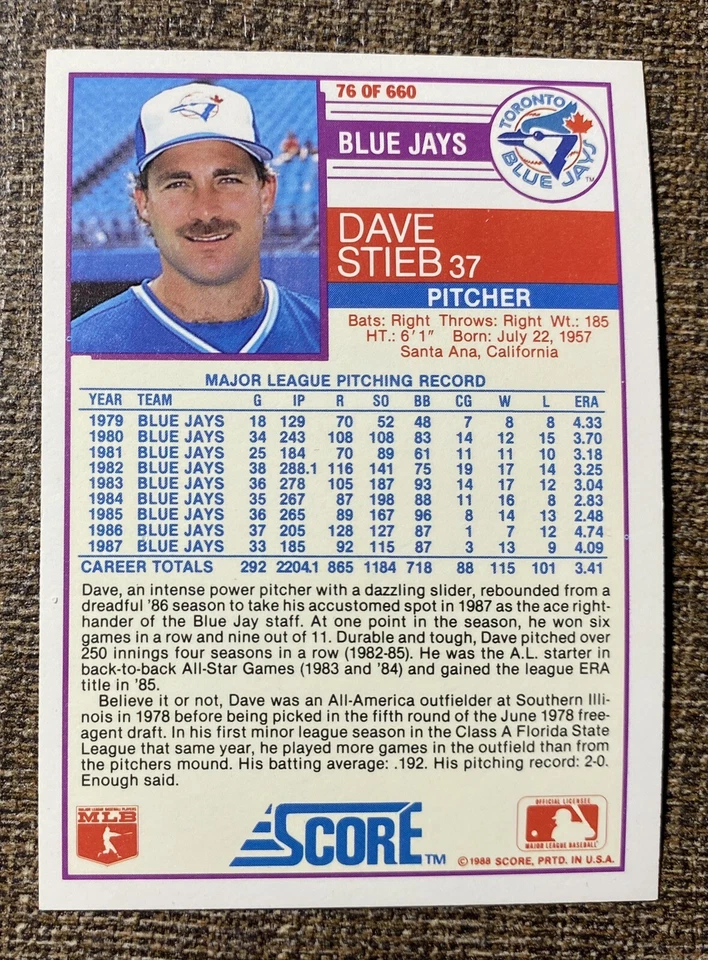 76 OF 660
BLUE JAYS
TORONTO
BLUE JAYS
TM
DAVE
STIEB 37
PITCHER
Bats: Right Throws: Right Wt.: 185
HT.: 6'1" Born: July 22, 1957
Santa Ana, California
MAJOR LEAGUE PITCHING RECORD
YEAR TEAM G IP R SO BB CG W L ERA
1979 BLUE JAYS 18 129 70 52 48 7 8 8 4.33
1980 BLUE JAYS 34 243 108 108 83 14 12 15 3.70
1981 BLUE JAYS 25 184 70 89 61 11 11 10 3.18
1982 BLUE JAYS 38 288.1 116 141 75 19 17 14 3.25
1983 BLUE JAYS 36 278 105 187 93 14 17 12 3.04
1984 BLUE JAYS 35 267 87 198 88 11 16 8 2.83
1985 BLUE JAYS 36 265 89 167 96 8 14 13 2.48
1986 BLUE JAYS 37 205 128 127 87 1 7 12 4.74
1987 BLUE JAYS 33 185 92 115 87 3 13 9 4.09
CAREER TOTALS 292 2204.1 865 1184 718 88 115 101 3.41
Dave, an intense power pitcher with a dazzling slider, rebounded from a
dreadful '86 season to take his accustomed spot in 1987 as the ace right-
hander of the Blue Jay staff. At one point in the season, he won six
games in a row and nine out of 11. Durable and tough, Dave pitched over
250 innings four seasons in a row (1982-85). He was the A.L. starter in
back-to-back All-Star Games (1983 and '84) and gained the league ERA
title in '85.
Believe it or not, Dave was an All-America outfielder at Southern Illi-
nois in 1978 before being picked in the fifth round of the June 1978 free-
agent draft. In his first minor league season in the Class A Florida State
League that same year, he played more games in the outfield than from
the pitchers mound. His batting average: .192. His pitching record: 2-0.
Enough said.
MAJOR LEAGUE BASEBALL PLAYERS
MLB
SCORE TM
OFFICIAL LICENSEE
MAJOR LEAGUE BASEBALL
©1988 SCORE, PRTD. IN U.S.A.